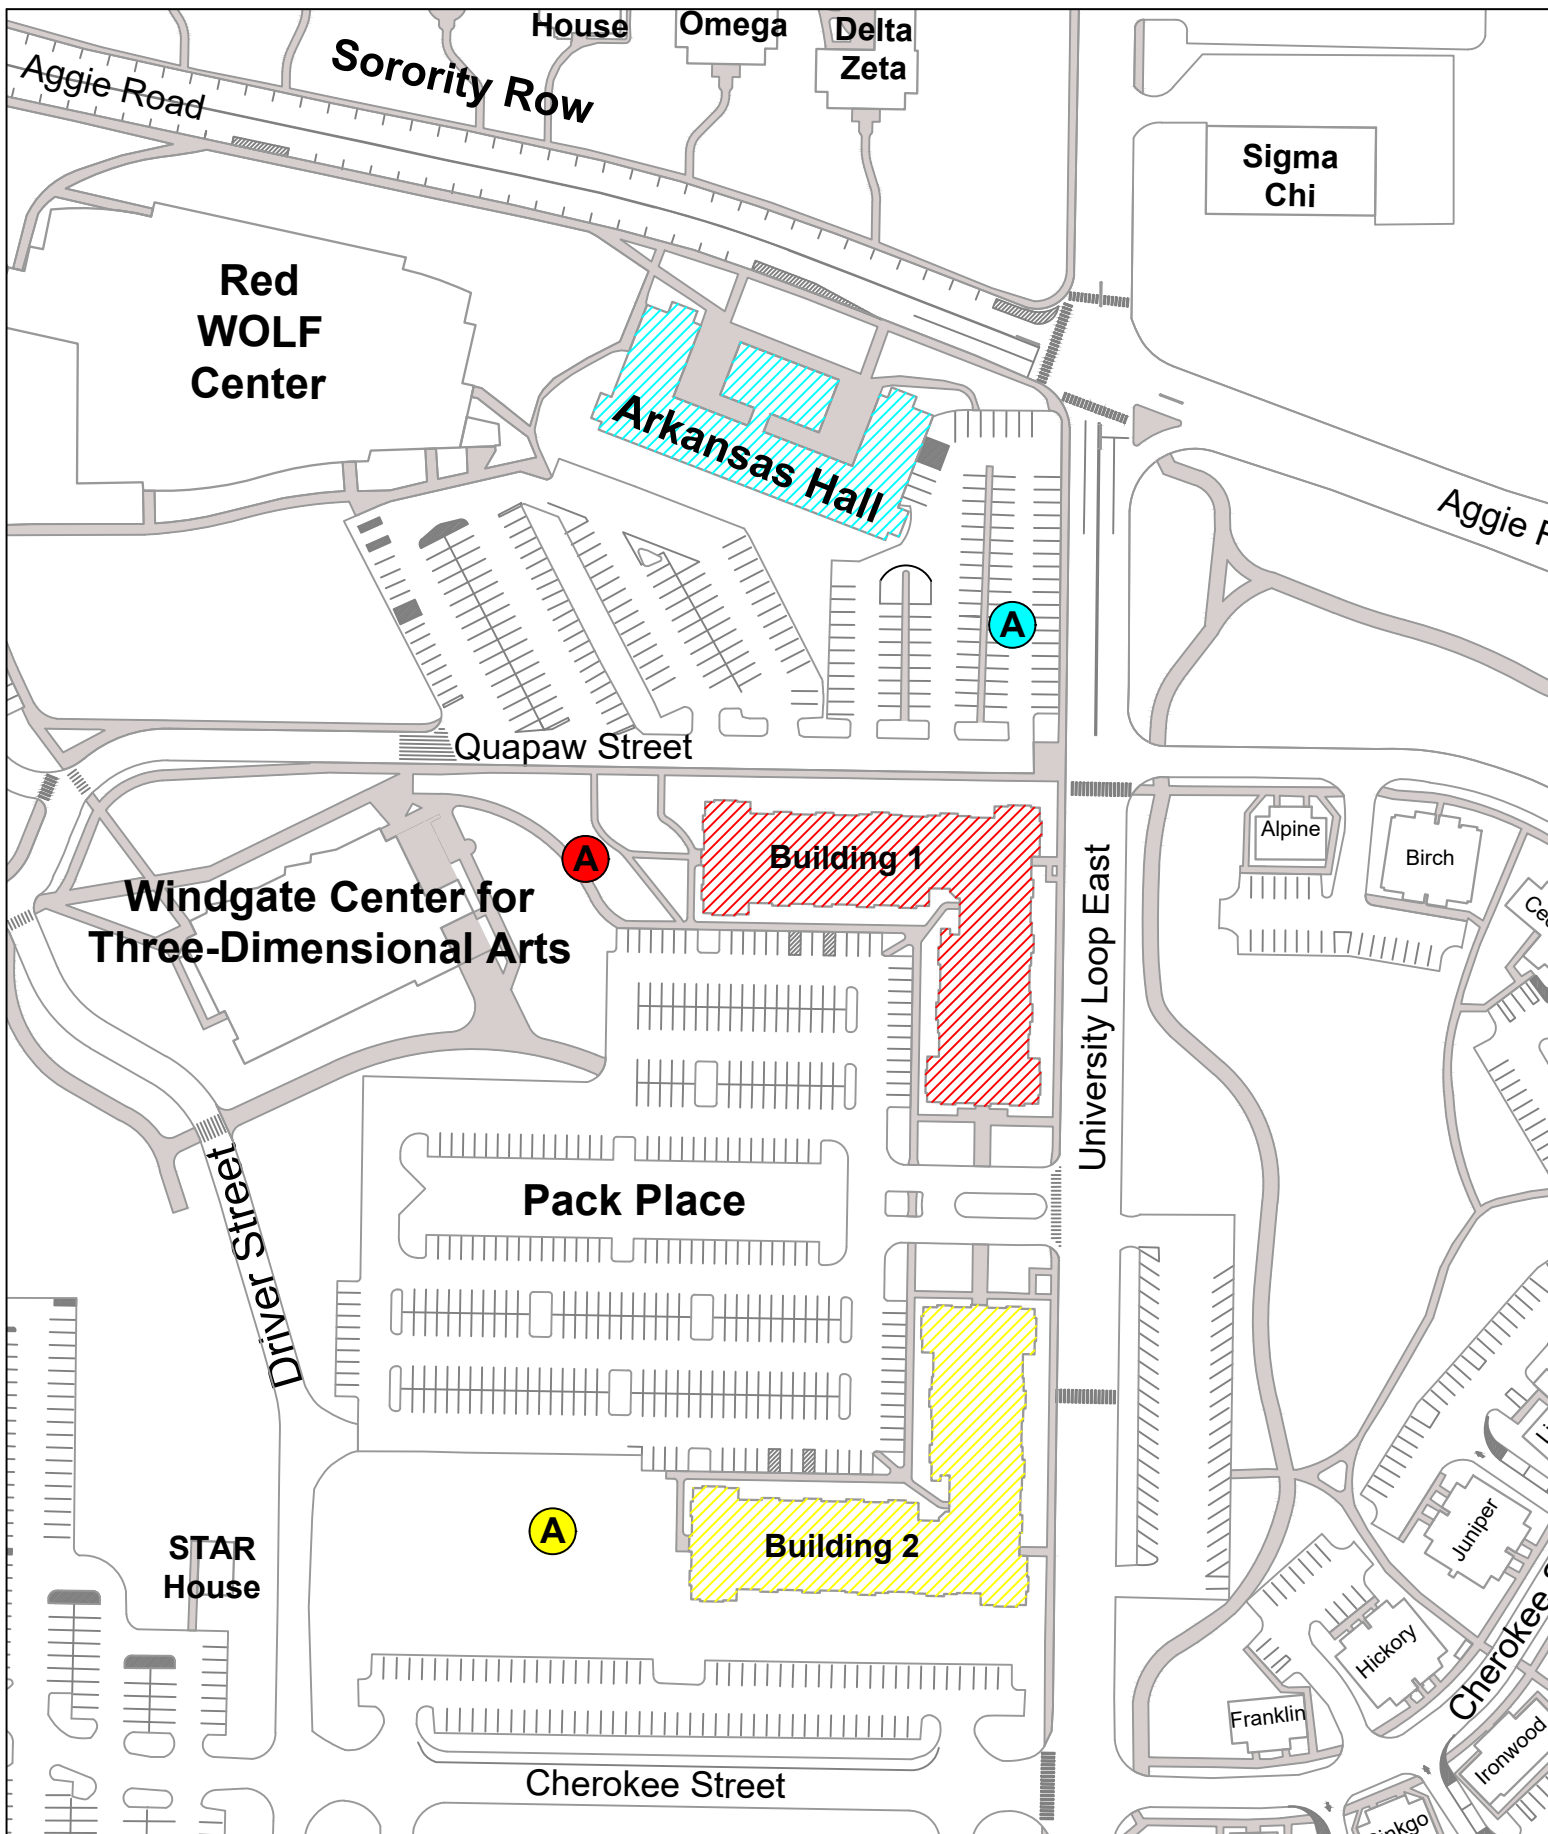 House
Omega
Delta
Zeta
Sorority Row
Aggie Road
Sigma
Chi
Red
WOLF
Center
Arkansas Hall
Aggie
A
Quapaw Street
Alpine
Birch
A
Building 1
Windgate Center for
Three-Dimensional Arts
University Loop East
Pack Place
Driver Street
A
Building 2
STAR
House
Juniper
Hickory
Cherokee
Franklin
Ironwood
Cherokee Street